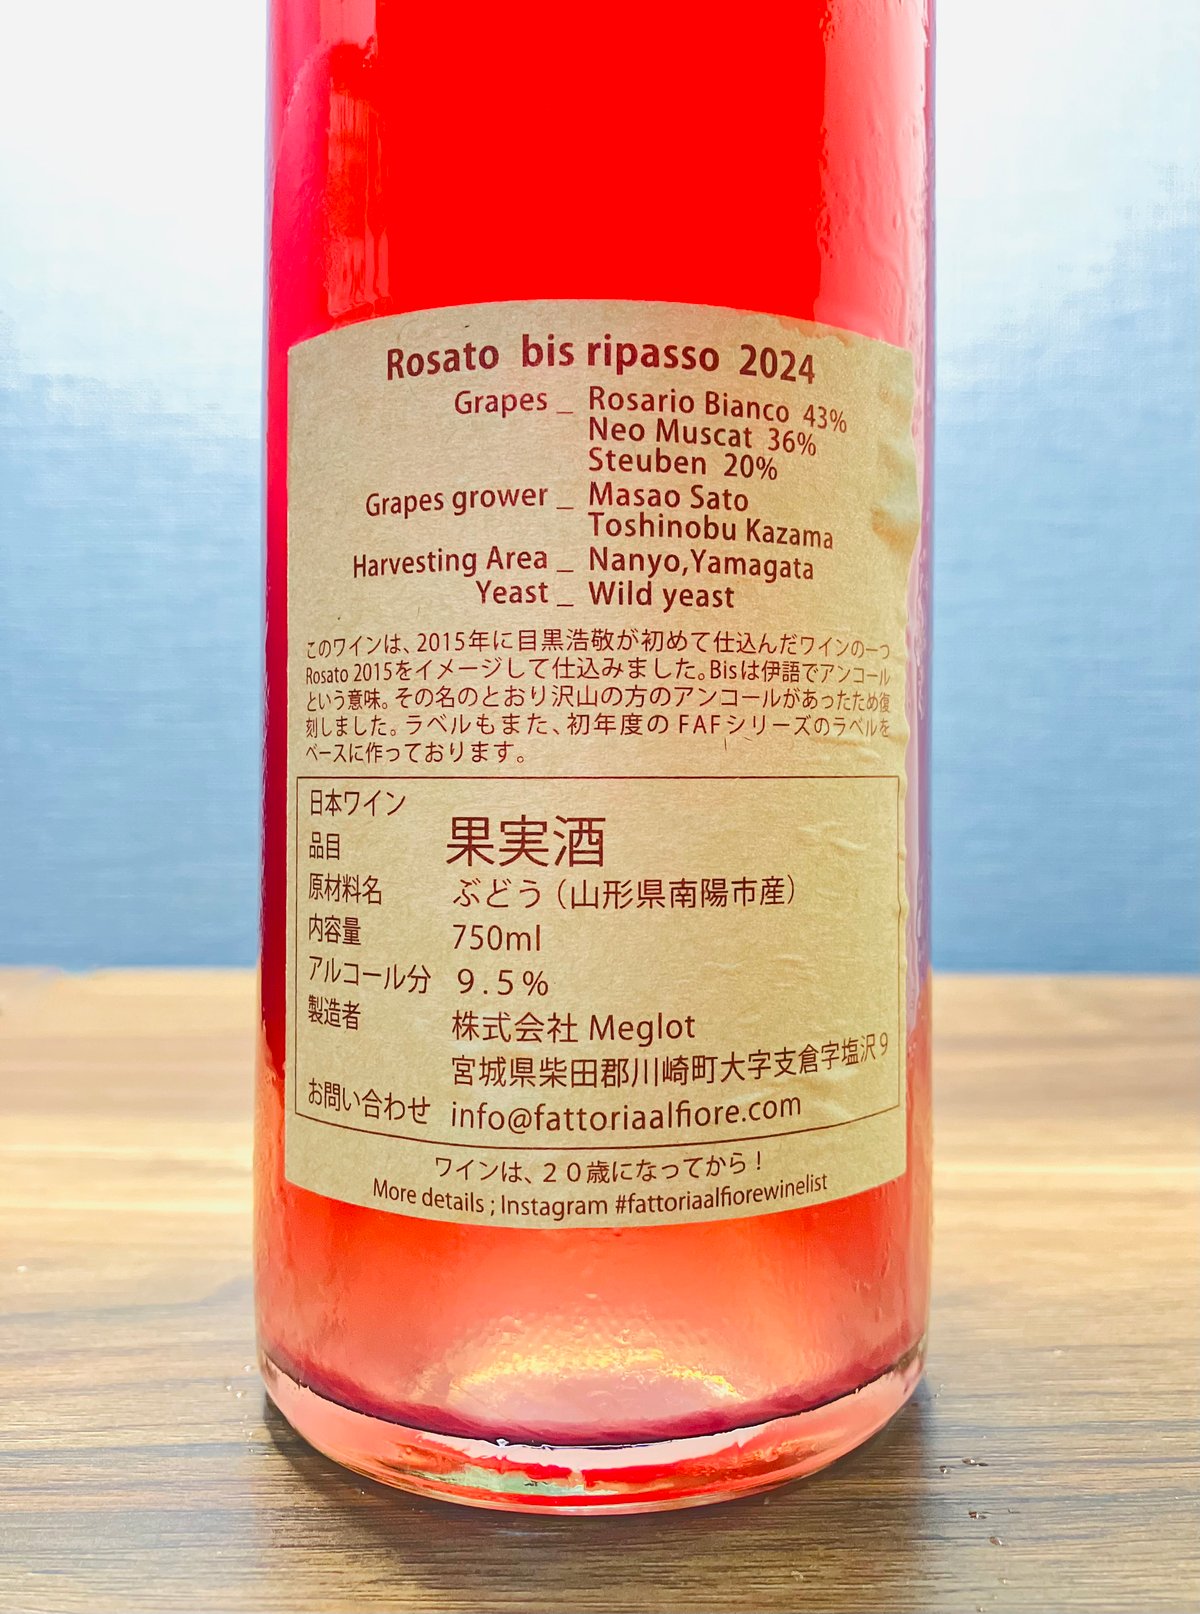 Rosato bis ripasso 2024
Grapes _ Rosario Bianco 43%
Neo Muscat 36%
Steuben 20%
Grapes grower _ Masao Sato
Toshinobu Kazama
Harvesting Area _ Nanyo,Yamagata
Yeast _ Wild yeast
このワインは、2015年に目黒浩敬が初めて仕込んだワインの一つ
Rosato 2015をイメージして仕込みました。Bisは伊語でアンコール
という意味。その名のとおり沢山の方のアンコールがあったため復
刻しました。ラベルもまた、初年度のFAFシリーズのラベルを
ベースに作っております。
日本ワイン
品目 果実酒
原材料名 ぶどう(山形県南陽市産)
内容量 750ml
アルコール分 9.5%
製造者 株式会社 Meglot
宮城県柴田郡川崎町大字支倉字塩沢9
お問い合わせ info@fattoriaalfiore.com
ワインは、20歳になってから!
More details ; Instagram #fattoriaalfiorewinelist